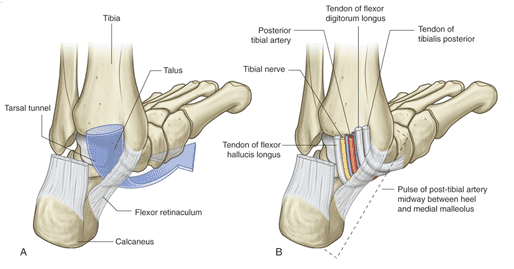 Tibia
Talus
Tarsal tunnel
Flexor retinaculum
Calcaneus
A
Tendon of flexor
digitorum longus
Posterior
tibial artery
Tendon of
tibialis posterior
Tibial nerve
Tendon of flexor
hallucis longus
Pulse of post-tibial artery
midway between heel
and medial malleolus
B